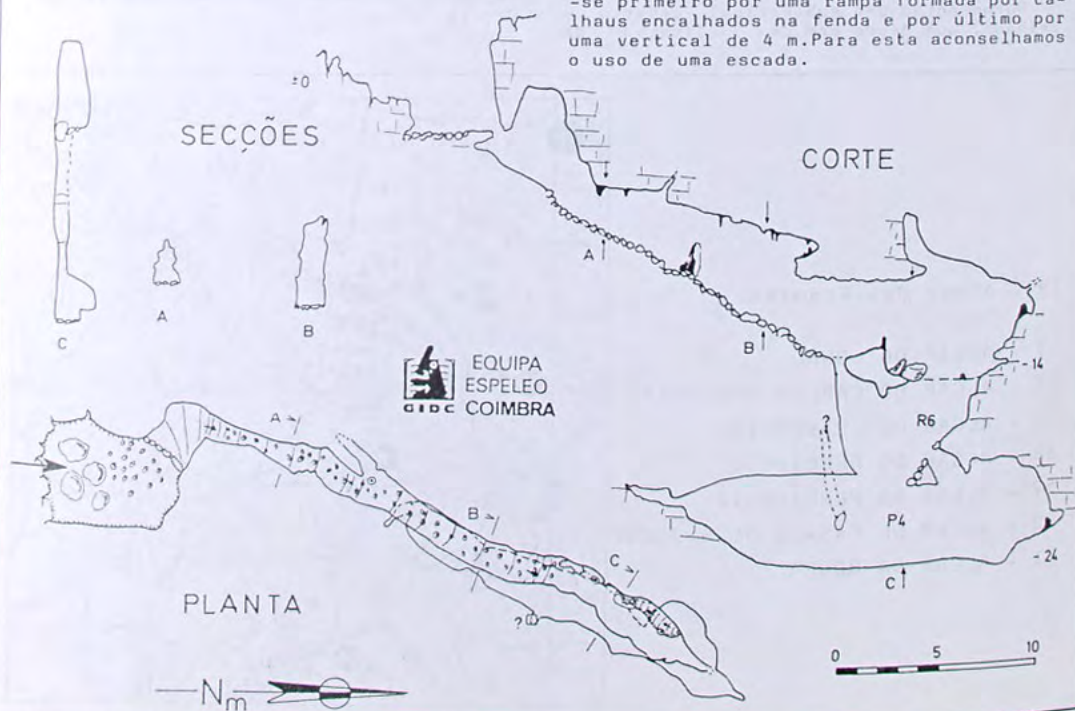 -se primeiro por uma rampa formada por ca-
lhaus encalhados na fenda e por último por
uma vertical de 4 m.Para esta aconselhamos
o uso de uma escada.
±0
SECÇÕES
CORTE
A
B
C
A
B
- 14
R6
P4
- 24
C
EQUIPA
ESPELEO
GIDC COIMBRA
A
B
C
?
?
PLANTA
Nm
0 5 10